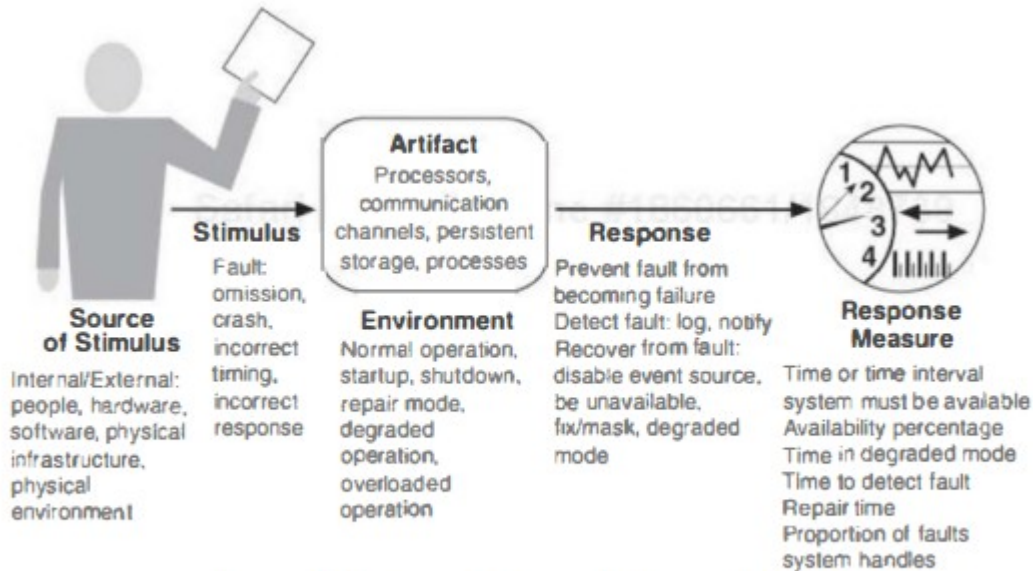 Artifact
Processors,
communication
channels, persistent
storage, processes
Stimulus
Fault:
omission,
crash,
incorrect
timing,
incorrect
response
Source
of Stimulus
Internal/External:
people, hardware,
software, physical
infrastructure,
physical
environment
Environment
Normal operation,
startup, shutdown,
repair mode,
degraded
operation,
overloaded
operation
Response
Prevent fault from
becoming failure
Detect fault: log, notify
Recover from fault:
disable event source,
be unavailable,
fix/mask, degraded
mode
1
2
3
4
Response
Measure
Time or time interval
system must be available
Availability percentage
Time in degraded mode
Time to detect fault
Repair time
Proportion of faults
system handles